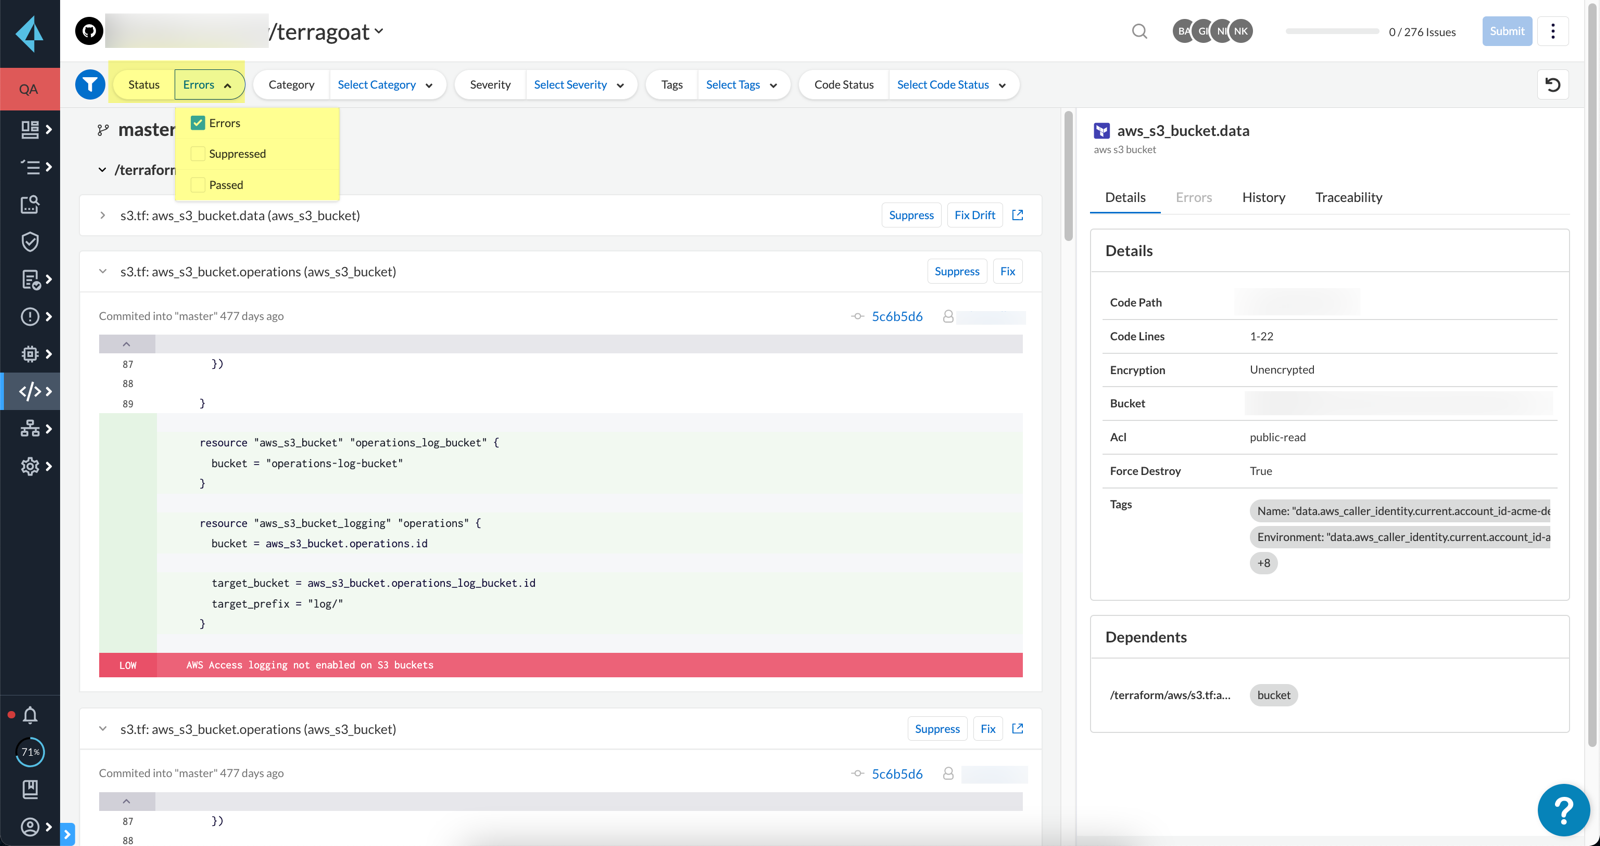 /terragoat
BA GI NI NK
0 / 276 Issues
Submit
QA
Status Errors
Category Select Category
Severity Select Severity
Tags Select Tags
Code Status Select Code Status
Errors
Suppressed
Passed
master
/terraform
s3.tf: aws_s3_bucket.data (aws_s3_bucket)
Suppress Fix Drift
s3.tf: aws_s3_bucket.operations (aws_s3_bucket)
Suppress Fix
Commited into "master" 477 days ago
5c6b5d6
87 })
88
89 }
resource "aws_s3_bucket" "operations_log_bucket" {
bucket = "operations-log-bucket"
}
resource "aws_s3_bucket_logging" "operations" {
bucket = aws_s3_bucket.operations.id
target_bucket = aws_s3_bucket.operations_log_bucket.id
target_prefix = "log/"
}
LOW AWS Access logging not enabled on S3 buckets
s3.tf: aws_s3_bucket.operations (aws_s3_bucket)
Suppress Fix
Commited into "master" 477 days ago
5c6b5d6
87 })
88
71%
aws_s3_bucket.data
aws s3 bucket
Details Errors History Traceability
Details
Code Path
Code Lines 1-22
Encryption Unencrypted
Bucket
Acl public-read
Force Destroy True
Tags Name: "data.aws_caller_identity.current.account_id-acme-de
Environment: "data.aws_caller_identity.current.account_id-a
+8
Dependents
/terraform/aws/s3.tf:a... bucket
?